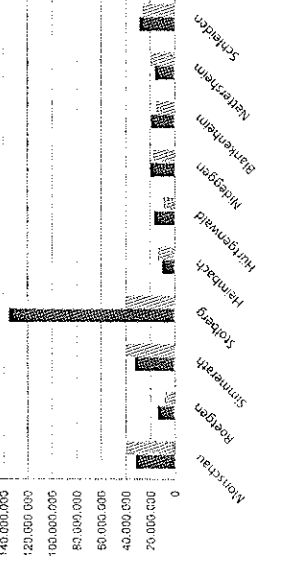 140.000.000
120.000.000
100.000.000
80.000.000
60.000.000
40.000.000
20.000.000
0
Monschau
Roetgen
Simmerath
Stolberg
Heimbach
Hürtgenwald
Nideggen
Blankenheim
Nettersheim
Schleiden